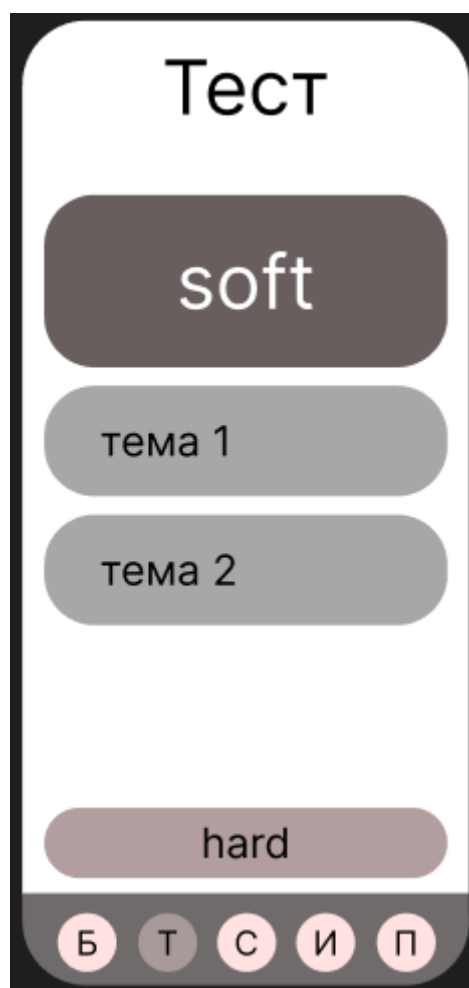 Тест
soft
тема 1
тема 2
hard
Б Т С И П